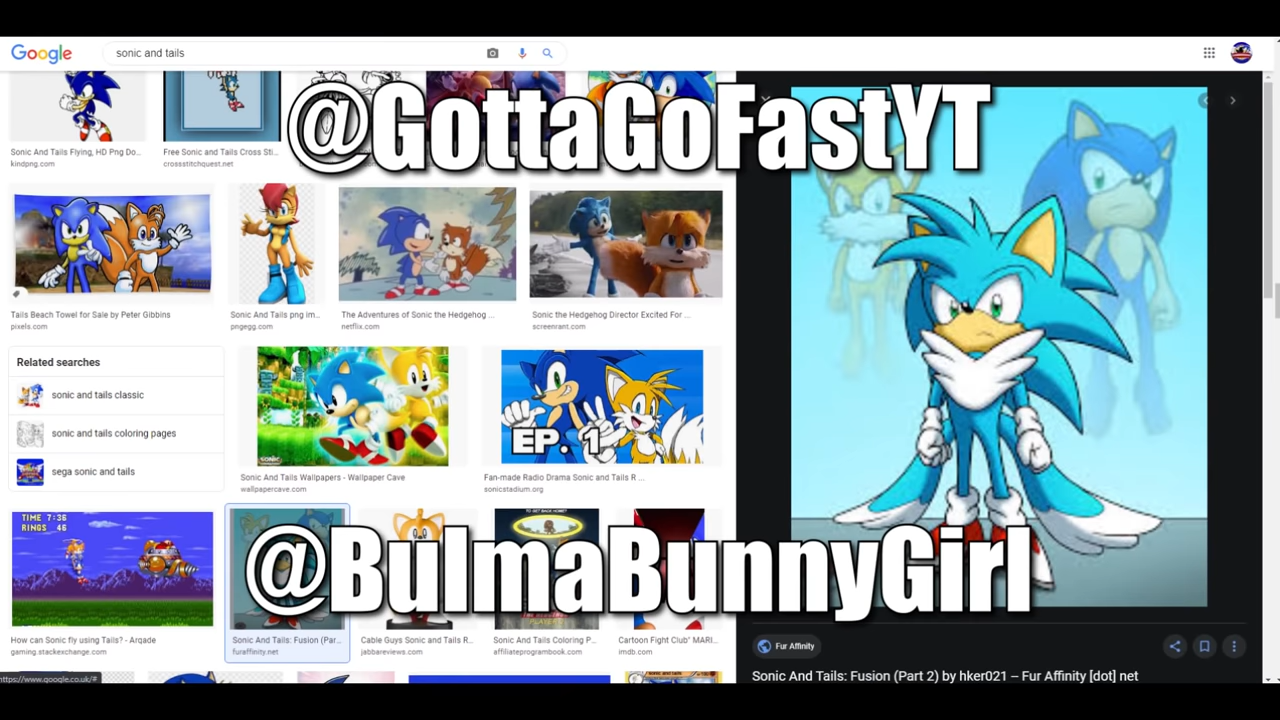 Google
sonic and tails
@GottaGoFastYT
Sonic And Tails Flying, HD Png Do...
kindpng.com
Free Sonic And Tails Cross Sti...
crossstitchquest.net
Tails Beach Towel for Sale by Peter Gibbins
pixels.com
Sonic And Tails png im...
pngegg.com
The Adventures of Sonic the Hedgehog ...
netflix.com
Sonic the Hedgehog Director Excited For ...
screenrant.com
Related searches
sonic and tails classic
sonic and tails coloring pages
sega sonic and tails
EP. 1
Sonic And Tails Wallpapers - Wallpaper Cave
wallpapercave.com
Fan-made Radio Drama Sonic and Tails R ...
sonicstadium.org
TIME 7:36
RINGS 46
TO GET BACK HOME?
@BulmaBunnyGirl
How can Sonic fly using Tails? - Arqade
gaming.stackexchange.com
Sonic And Tails: Fusion (Par...
furaffinity.net
Cable Guys Sonic and Tails R...
jabbareviews.com
Sonic And Tails Coloring P...
affiliateprogrambook.com
Cartoon Fight Club" MARI...
imdb.com
Fur Affinity
Sonic And Tails: Fusion (Part 2) by hker021 – Fur Affinity [dot] net
https://www.google.co.uk/#